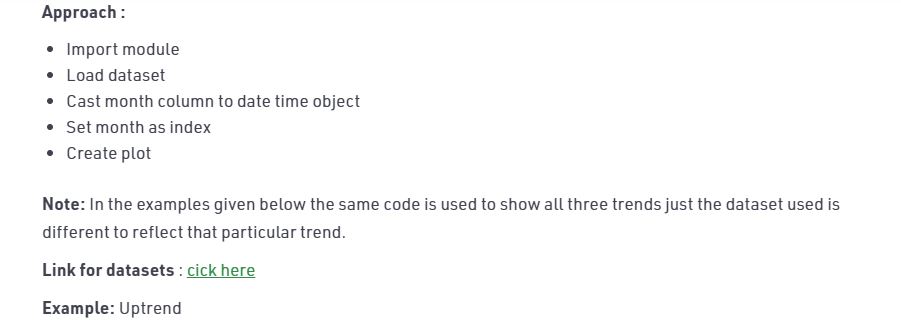 Approach :
• Import module
• Load dataset
• Cast month column to date time object
• Set month as index
• Create plot
Note: In the examples given below the same code is used to show all three trends just the dataset used is
different to reflect that particular trend.
Link for datasets : cick here
Example: Uptrend